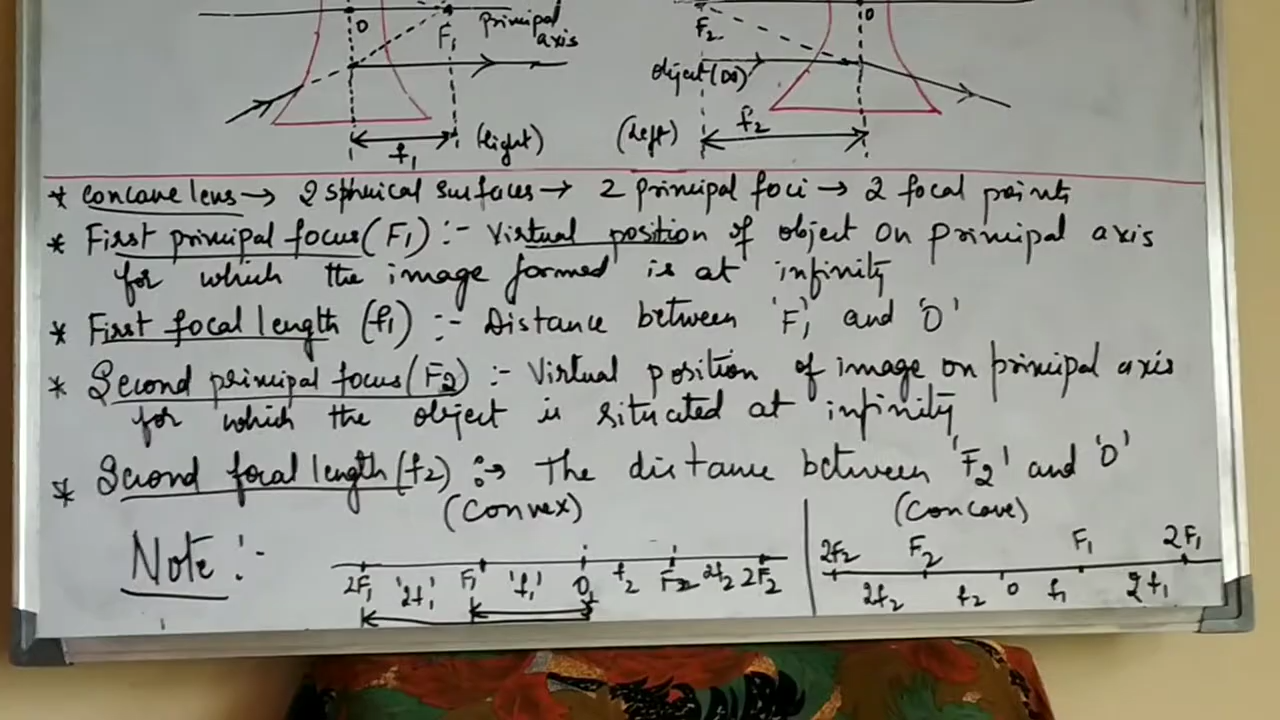 O F₁ principal axis
F₂ O
object (∞)
f₁ (Right) (Left) f₂
* Concave lens → 2 spherical surfaces → 2 principal foci → 2 focal points
* First principal focus (F₁) :- Virtual position of object on principal axis
for which the image formed is at infinity
* First focal length (f₁) :- Distance between 'F₁' and 'O'
* Second principal focus (F₂) :- Virtual position of image on principal axis
for which the object is situated at infinity
* Second focal length (f₂) :→ The distance between 'F₂' and 'O'
(Convex) (Concave)
Note :-
2F₁ '2f₁' F₁ 'f₁' O f₂ F₂ 2f₂ 2F₂
2F₂ F₂ F₁ 2F₁
2f₂ f₂ O f₁ 2f₁